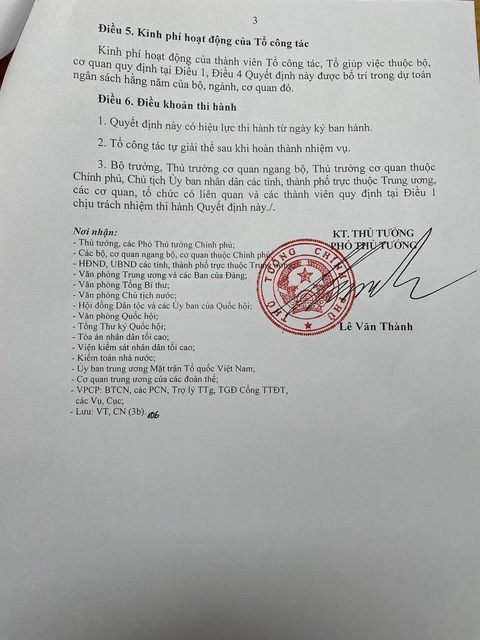 3
Điều 5. Kinh phí hoạt động của Tổ công tác
Kinh phí hoạt động của thành viên Tổ công tác, Tổ giúp việc thuộc bộ,
cơ quan quy định tại Điều 1, Điều 4 Quyết định này được bố trí trong dự toán
ngân sách hằng năm của bộ, ngành, cơ quan đó.
Điều 6. Điều khoản thi hành
1. Quyết định này có hiệu lực thi hành từ ngày ký ban hành.
2. Tổ công tác tự giải thể sau khi hoàn thành nhiệm vụ.
3. Bộ trưởng, Thủ trưởng cơ quan ngang bộ, Thủ trưởng cơ quan thuộc
Chính phủ, Chủ tịch Ủy ban nhân dân các tỉnh, thành phố trực thuộc Trung ương,
các cơ quan, tổ chức có liên quan và các thành viên quy định tại Điều 1
chịu trách nhiệm thi hành Quyết định này./.
Nơi nhận:
- Thủ tướng, các Phó Thủ tướng Chính phủ;
- Các bộ, cơ quan ngang bộ, cơ quan thuộc Chính phủ;
- HĐND, UBND các tỉnh, thành phố trực thuộc Trung ương;
- Văn phòng Trung ương và các Ban của Đảng;
- Văn phòng Tổng Bí thư;
- Văn phòng Chủ tịch nước;
- Hội đồng Dân tộc và các Ủy ban của Quốc hội;
- Văn phòng Quốc hội;
- Tổng Thư ký Quốc hội;
- Tòa án nhân dân tối cao;
- Viện kiểm sát nhân dân tối cao;
- Kiểm toán nhà nước;
- Ủy ban trung ương Mặt trận Tổ quốc Việt Nam;
- Cơ quan trung ương của các đoàn thể;
- VPCP: BTCN, các PCN, Trợ lý TTg, TGĐ Cổng TTĐT,
các Vụ, Cục;
- Lưu: VT, CN (3b).
KT. THỦ TƯỚNG
PHÓ THỦ TƯỚNG
THỦ TƯỚNG CHÍNH PHỦ
Lê Văn Thành